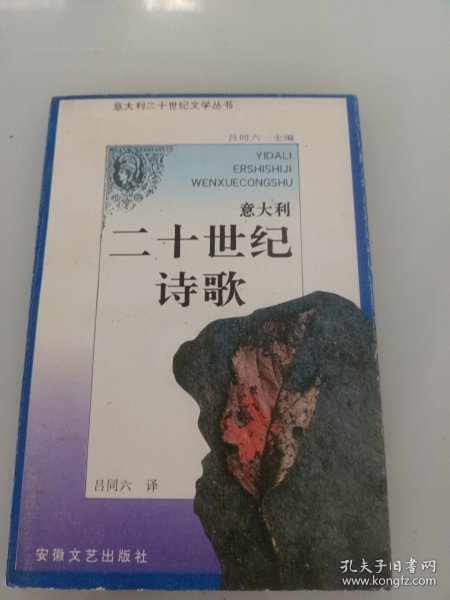 意大利二十世纪文学丛书
吕同六 主编
YIDALI
ERSHISHIJI
WENXUECONGSHU
意大利
二十世纪
诗歌
吕同六 译
安徽文艺出版社
孔夫子旧书网
www.kongfz.com